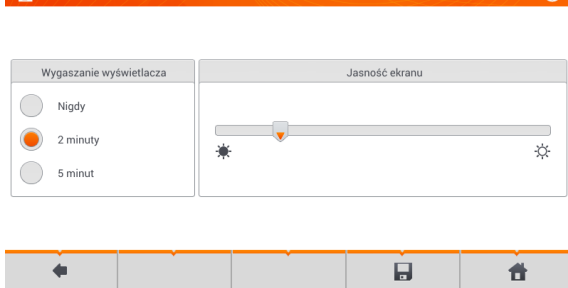 Wygaszanie wyświetlacza
Nigdy
2 minuty
5 minut
Jasność ekranu